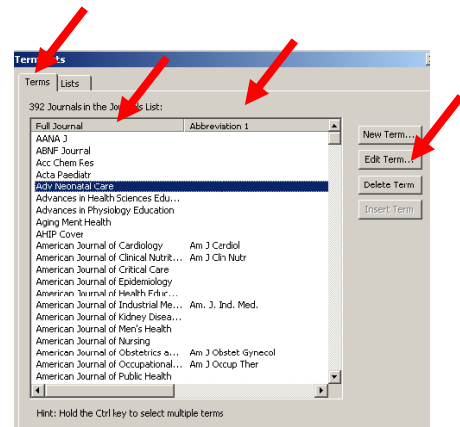 Terms Lists
392 Journals in the List:
Full Journal Abbreviation 1
AANA J
ABNF Journal
Acc Chem Res
Acta Paediatr
Adv Neonatal Care
Advances in Health Sciences Edu...
Advances in Physiology Education
Aging Ment Health
AHIP Cover
American Journal of Cardiology Am J Cardiol
American Journal of Clinical Nutrit... Am J Clin Nutr
American Journal of Critical Care
American Journal of Epidemiology
American Journal of Health Educ...
American Journal of Industrial Me... Am. J. Ind. Med.
American Journal of Kidney Disea...
American Journal of Men's Health
American Journal of Nursing
American Journal of Obstetrics a... Am J Obstet Gynecol
American Journal of Occupational... Am J Occup Ther
American Journal of Public Health
New Term...
Edit Term...
Delete Term
Insert Term
Hint: Hold the Ctrl key to select multiple terms